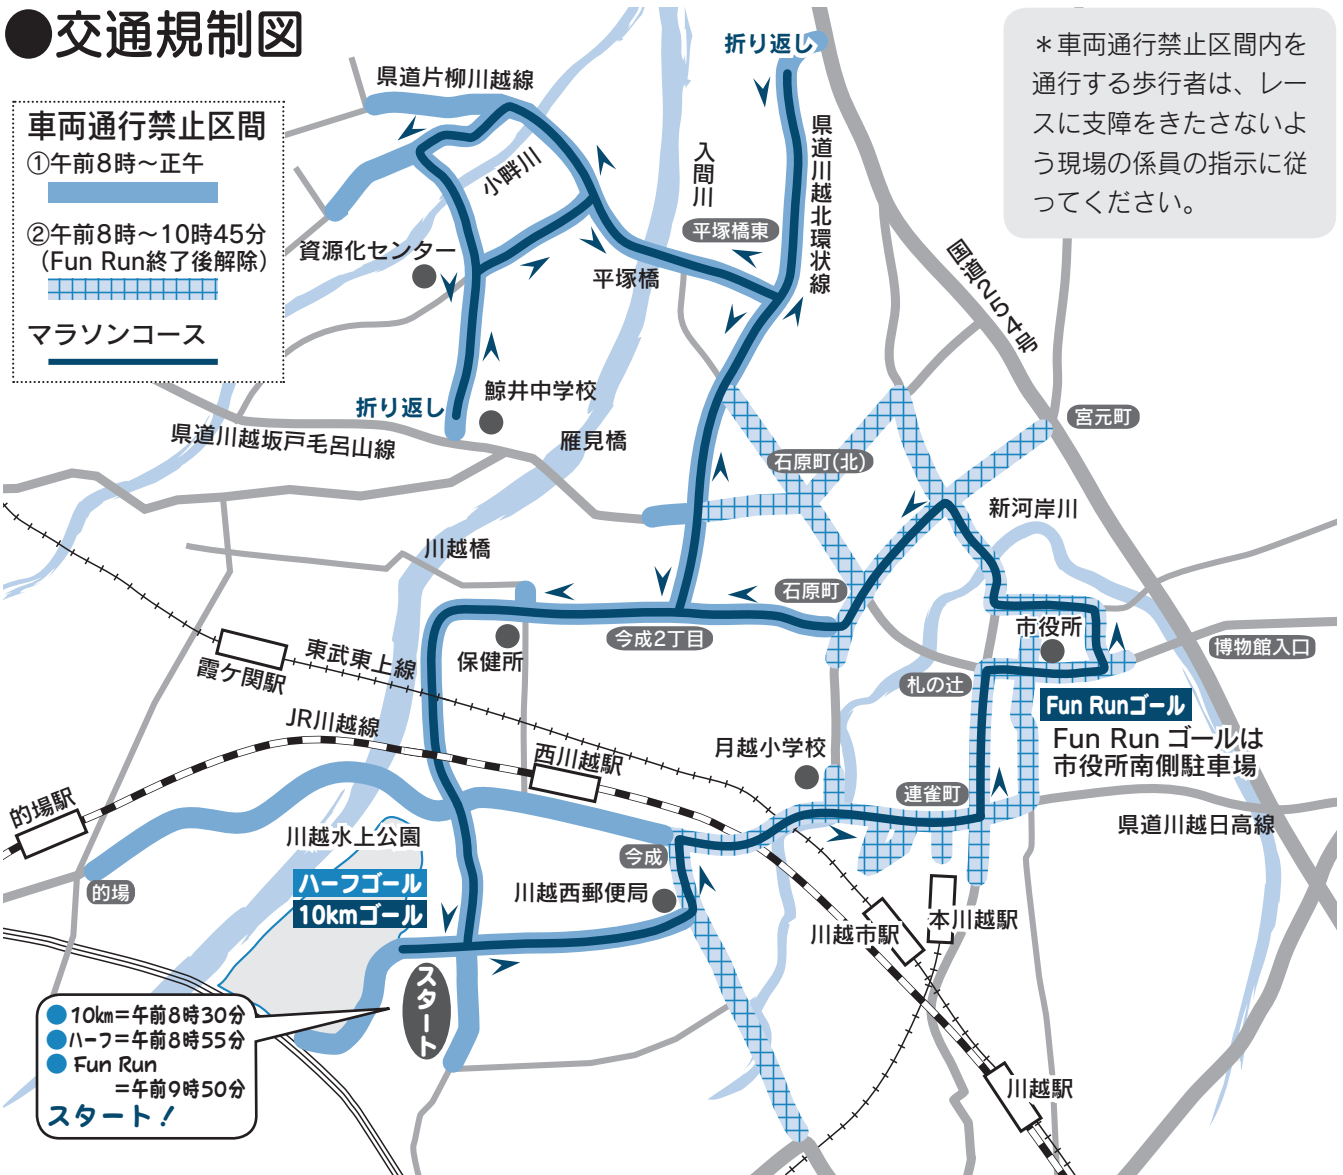 ●交通規制図
車両通行禁止区間
①午前8時～正午
②午前8時～10時45分
（Fun Run終了後解除）
マラソンコース
＊車両通行禁止区間内を
通行する歩行者は、レー
スに支障をきたさないよ
う現場の係員の指示に従
ってください。
折り返し
県道片柳川越線
小畔川
入間川
県道川越北環状線
平塚橋東
国道254号
資源化センター
平塚橋
折り返し
鯨井中学校
宮元町
県道川越坂戸毛呂山線
雁見橋
石原町(北)
新河岸川
川越橋
石原町
今成2丁目
市役所
博物館入口
保健所
東武東上線
霞ケ関駅
札の辻
Fun Runゴール
Fun Run ゴールは
市役所南側駐車場
JR川越線
西川越駅
月越小学校
連雀町
的場駅
県道川越日高線
川越水上公園
今成
的場
ハーフゴール
10kmゴール
川越西郵便局
川越市駅
本川越駅
スタート
●10km＝午前8時30分
●ハーフ＝午前8時55分
●Fun Run
＝午前9時50分
スタート！
川越駅